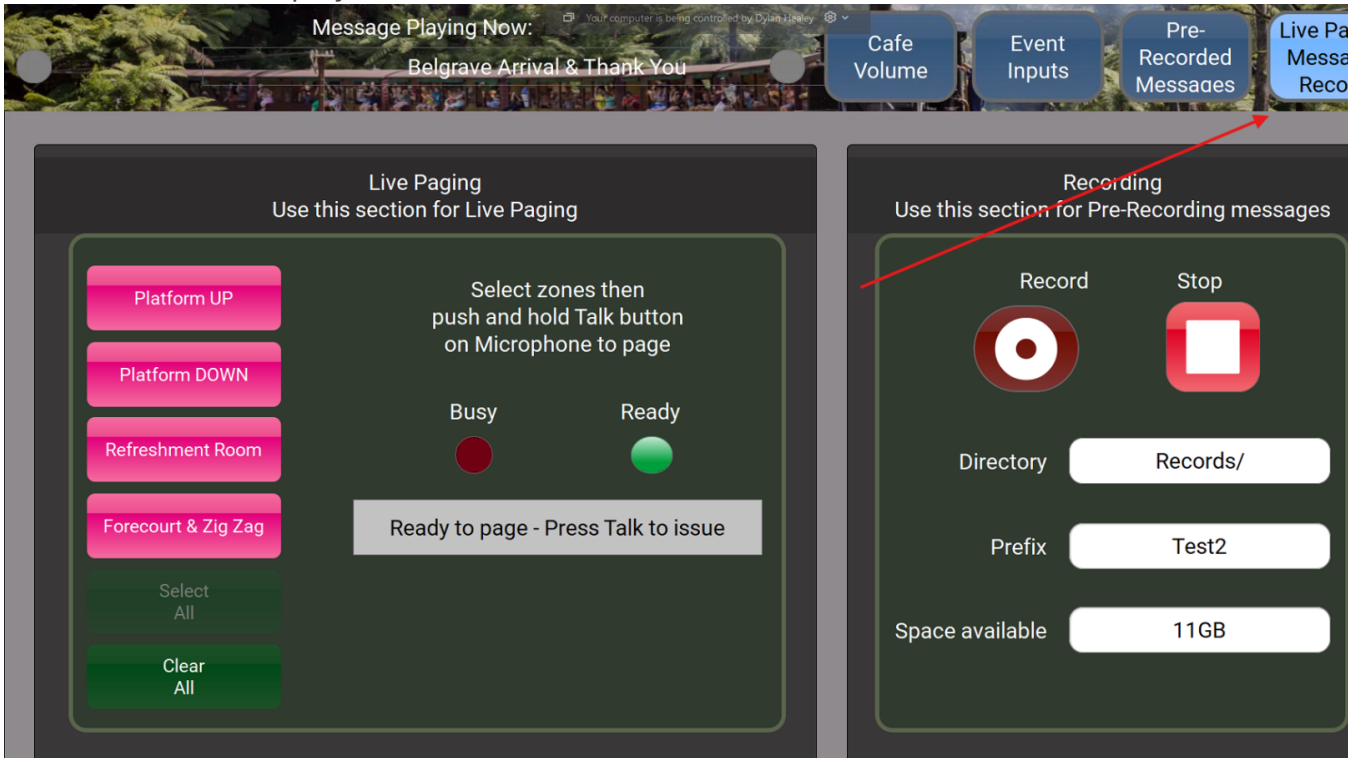 Message Playing Now:
Your computer is being controlled by Dylan Healey
Belgrave Arrival & Thank You
Cafe
Volume
Event
Inputs
Pre-
Recorded
Messages
Live Pa
Messa
Reco
Live Paging
Use this section for Live Paging
Platform UP
Platform DOWN
Refreshment Room
Forecourt & Zig Zag
Select
All
Clear
All
Select zones then
push and hold Talk button
on Microphone to page
Busy
Ready
Ready to page - Press Talk to issue
Recording
Use this section for Pre-Recording messages
Record
Stop
Directory
Records/
Prefix
Test2
Space available
11GB